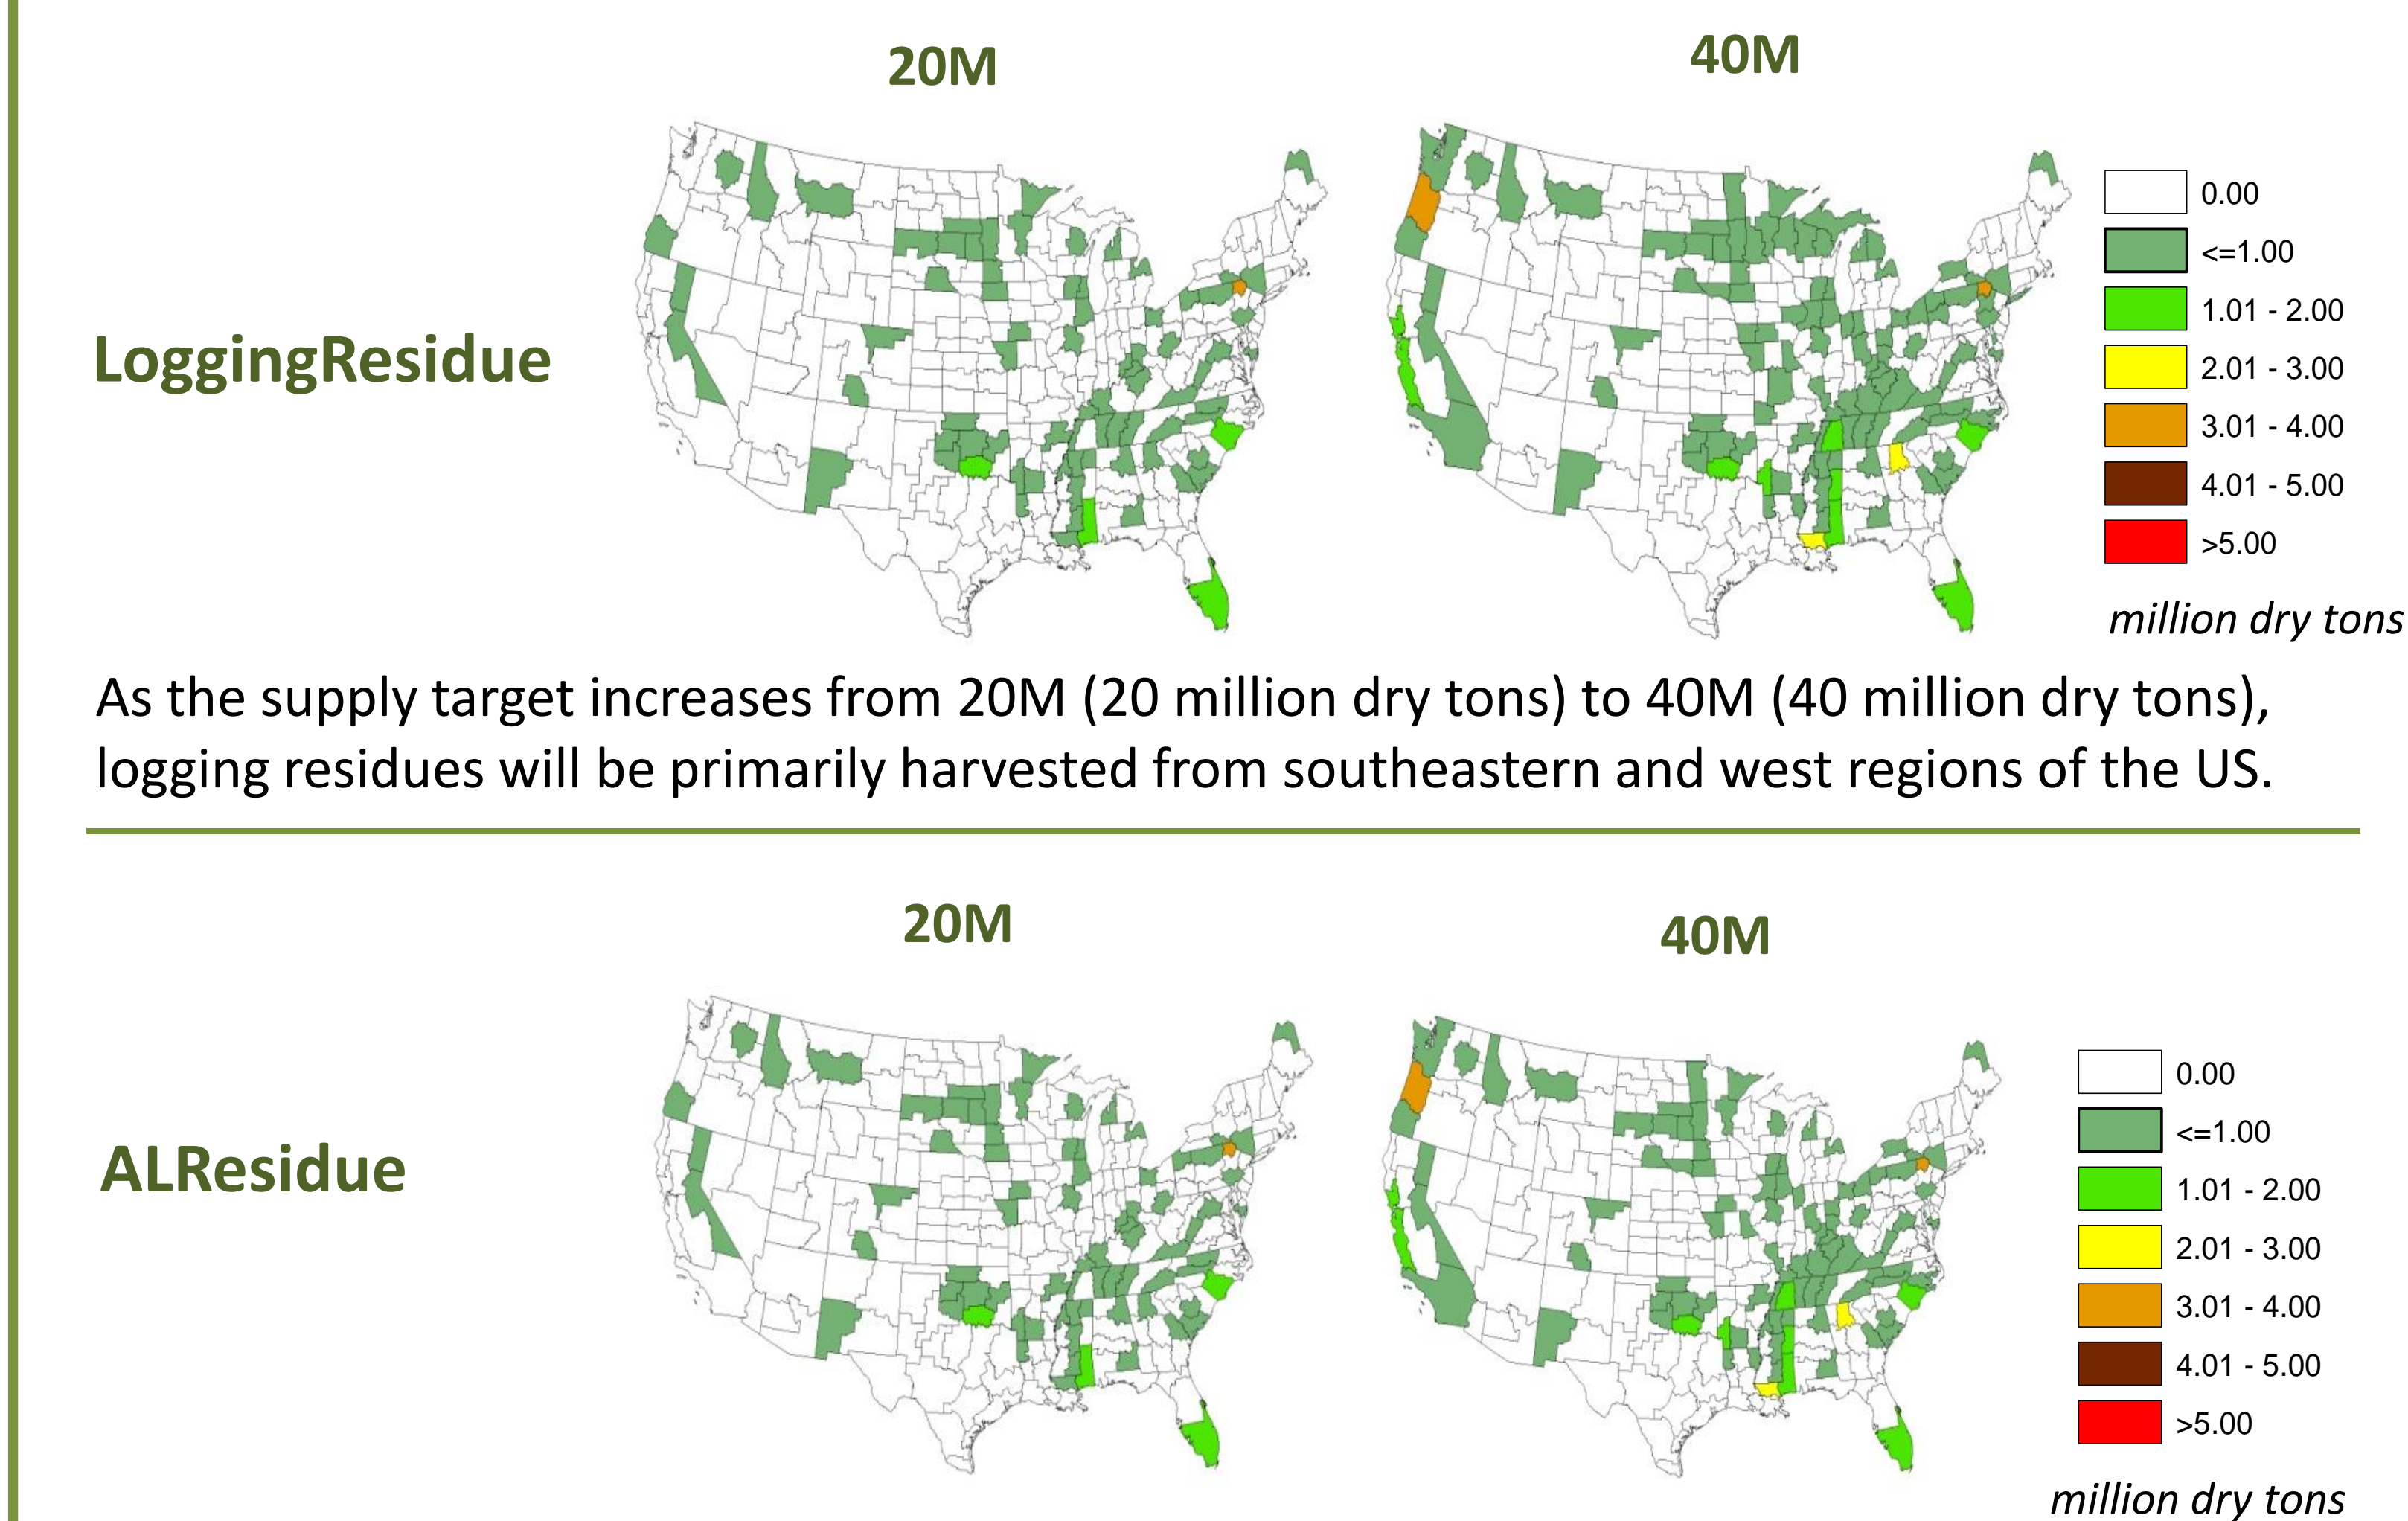 20M
40M
LoggingResidue
0.00
<=1.00
1.01 - 2.00
2.01 - 3.00
3.01 - 4.00
4.01 - 5.00
>5.00
million dry tons
As the supply target increases from 20M (20 million dry tons) to 40M (40 million dry tons),
logging residues will be primarily harvested from southeastern and west regions of the US.
20M
40M
ALResidue
0.00
<=1.00
1.01 - 2.00
2.01 - 3.00
3.01 - 4.00
4.01 - 5.00
>5.00
million dry tons